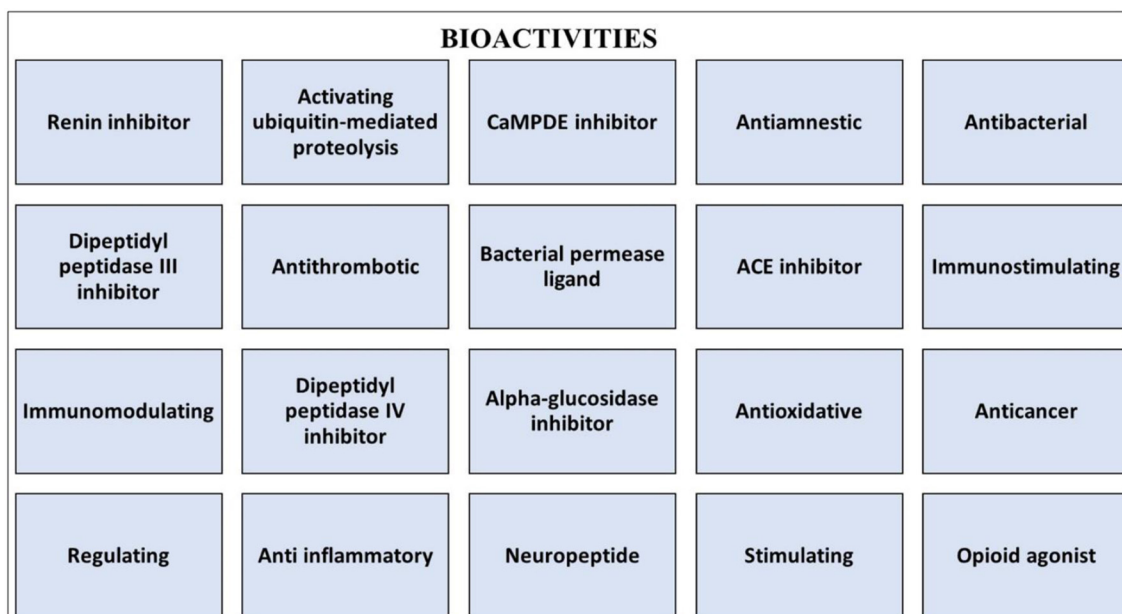 BIOACTIVITIES
Renin inhibitor
Activating
ubiquitin-mediated
proteolysis
CaMPDE inhibitor
Antiamnestic
Antibacterial
Dipeptidyl
peptidase III
inhibitor
Antithrombotic
Bacterial permease
ligand
ACE inhibitor
Immunostimulating
Immunomodulating
Dipeptidyl
peptidase IV
inhibitor
Alpha-glucosidase
inhibitor
Antioxidative
Anticancer
Regulating
Anti inflammatory
Neuropeptide
Stimulating
Opioid agonist